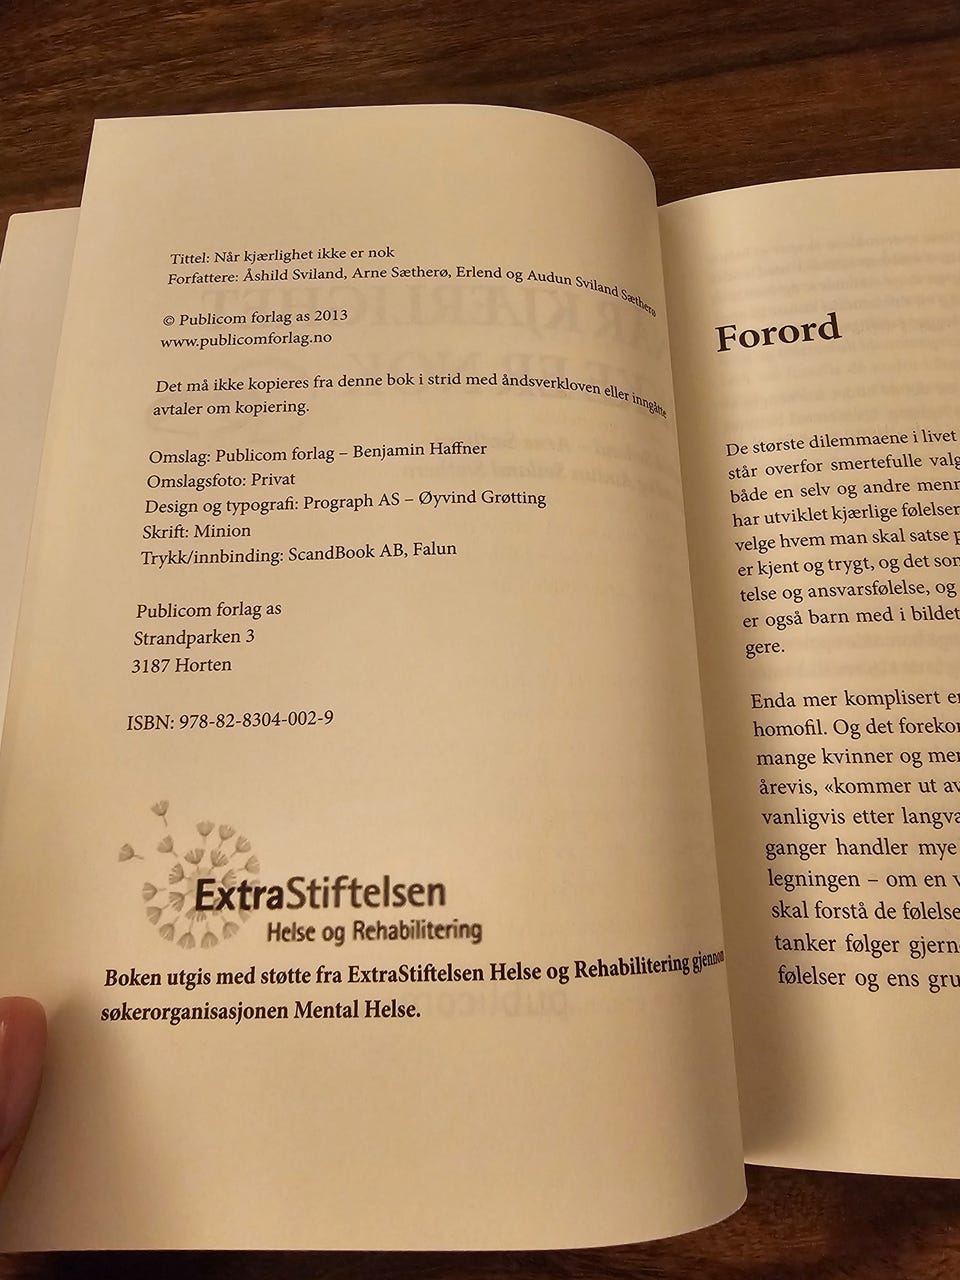 Tittel: Når kjærlighet ikke er nok
Forfattere: Åshild Sviland, Arne Sætherø, Erlend og Audun Sviland Sætherø
© Publicom forlag as 2013
www.publicomforlag.no
Det må ikke kopieres fra denne bok i strid med åndsverkloven eller inngåtte
avtaler om kopiering.
Omslag: Publicom forlag – Benjamin Haffner
Omslagsfoto: Privat
Design og typografi: Prograph AS – Øyvind Grøtting
Skrift: Minion
Trykk/innbinding: ScandBook AB, Falun
Publicom forlag as
Strandparken 3
3187 Horten
ISBN: 978-82-8304-002-9
ExtraStiftelsen
Helse og Rehabilitering
Boken utgis med støtte fra ExtraStiftelsen Helse og Rehabilitering gjennom
søkerorganisasjonen Mental Helse.
Forord
De største dilemmaene i livet
står overfor smertefulle valg
både en selv og andre menn
har utviklet kjærlige følelser
velge hvem man skal satse p
er kjent og trygt, og det som
telse og ansvarsfølelse, og
er også barn med i bildet
gere.
Enda mer komplisert er
homofil. Og det forekom
mange kvinner og men
årevis, «kommer ut av
vanligvis etter langva
ganger handler mye
legningen – om en v
skal forstå de følelse
tanker følger gjerne
følelser og ens gru